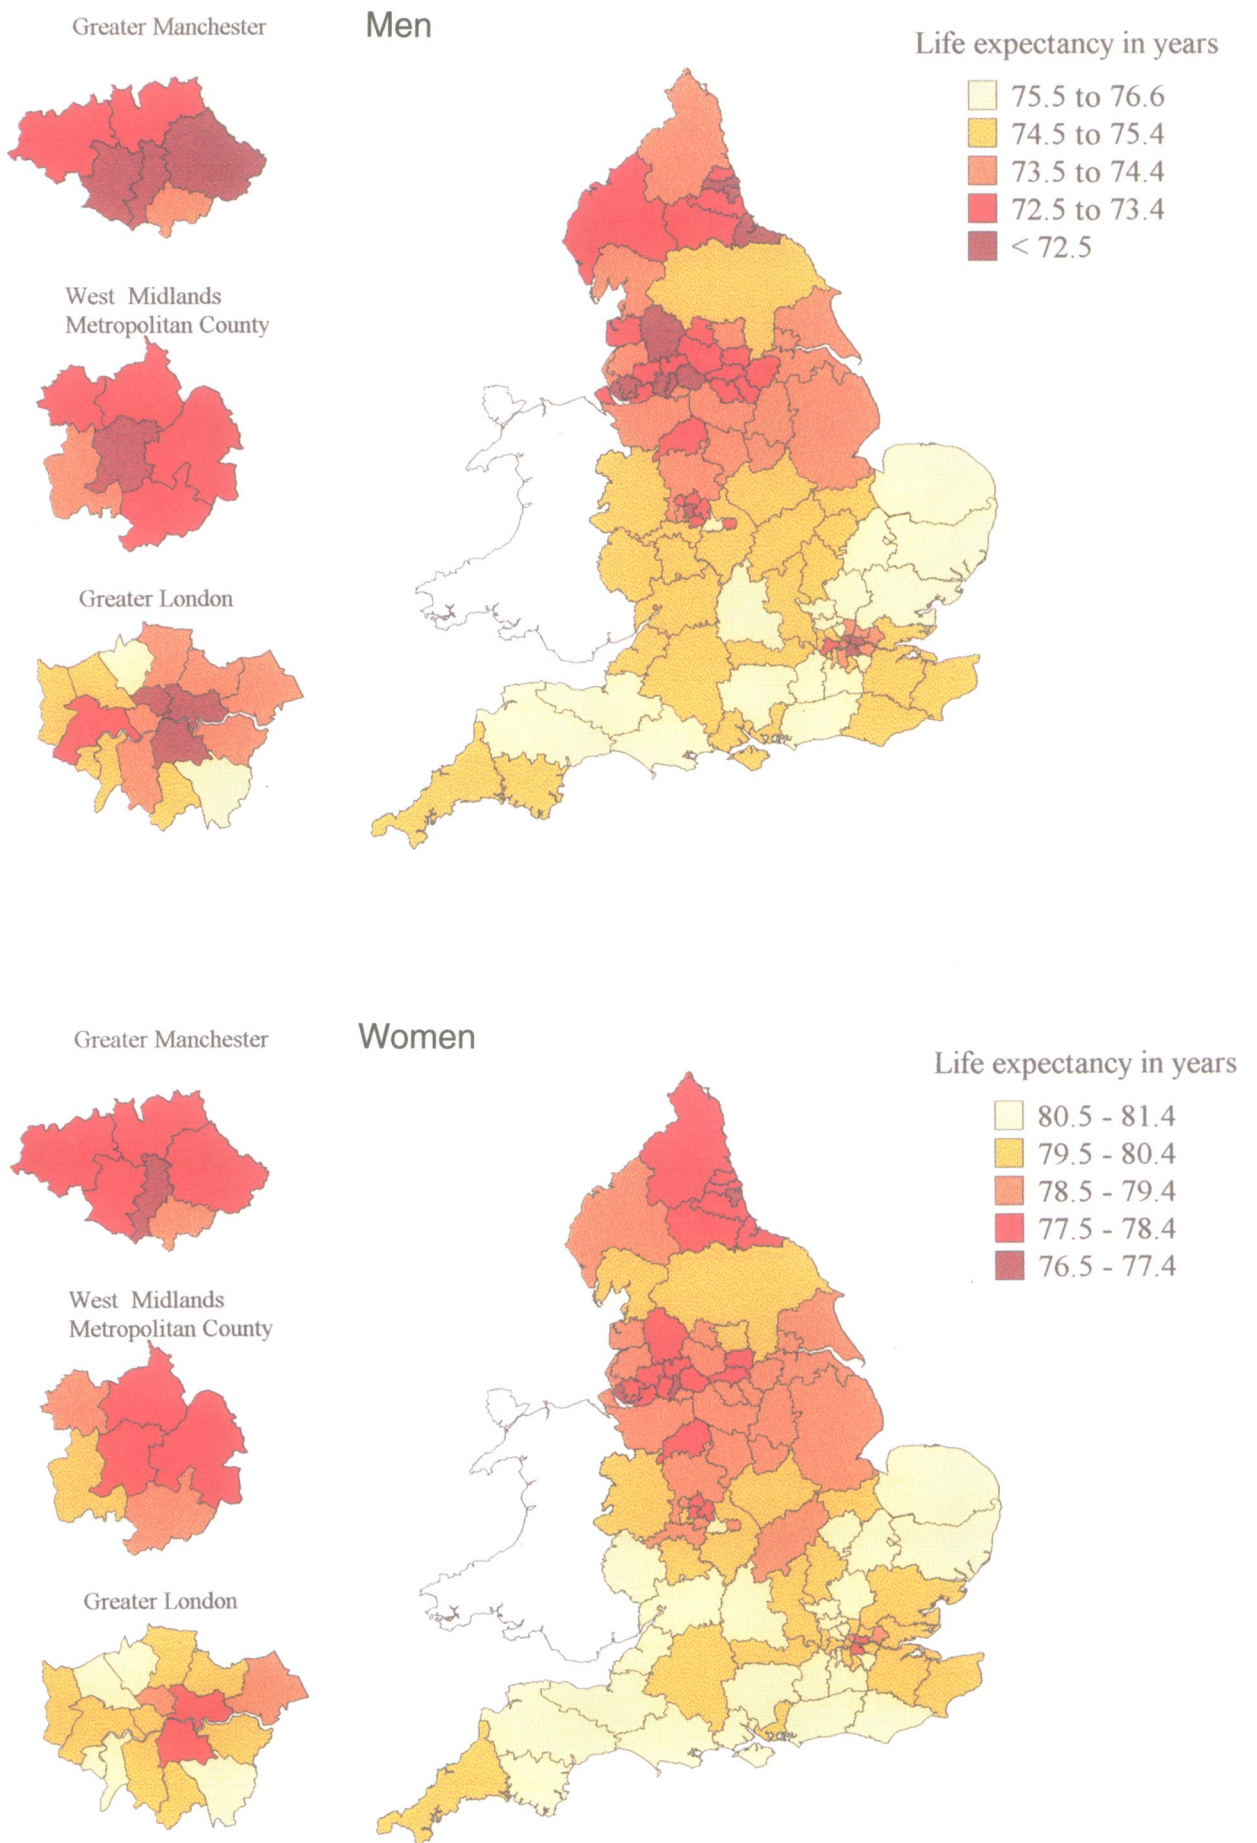 Greater Manchester
Men
Life expectancy in years
75.5 to 76.6
74.5 to 75.4
73.5 to 74.4
72.5 to 73.4
< 72.5
West Midlands
Metropolitan County
Greater London
Greater Manchester
Women
Life expectancy in years
80.5 - 81.4
79.5 - 80.4
78.5 - 79.4
77.5 - 78.4
76.5 - 77.4
West Midlands
Metropolitan County
Greater London